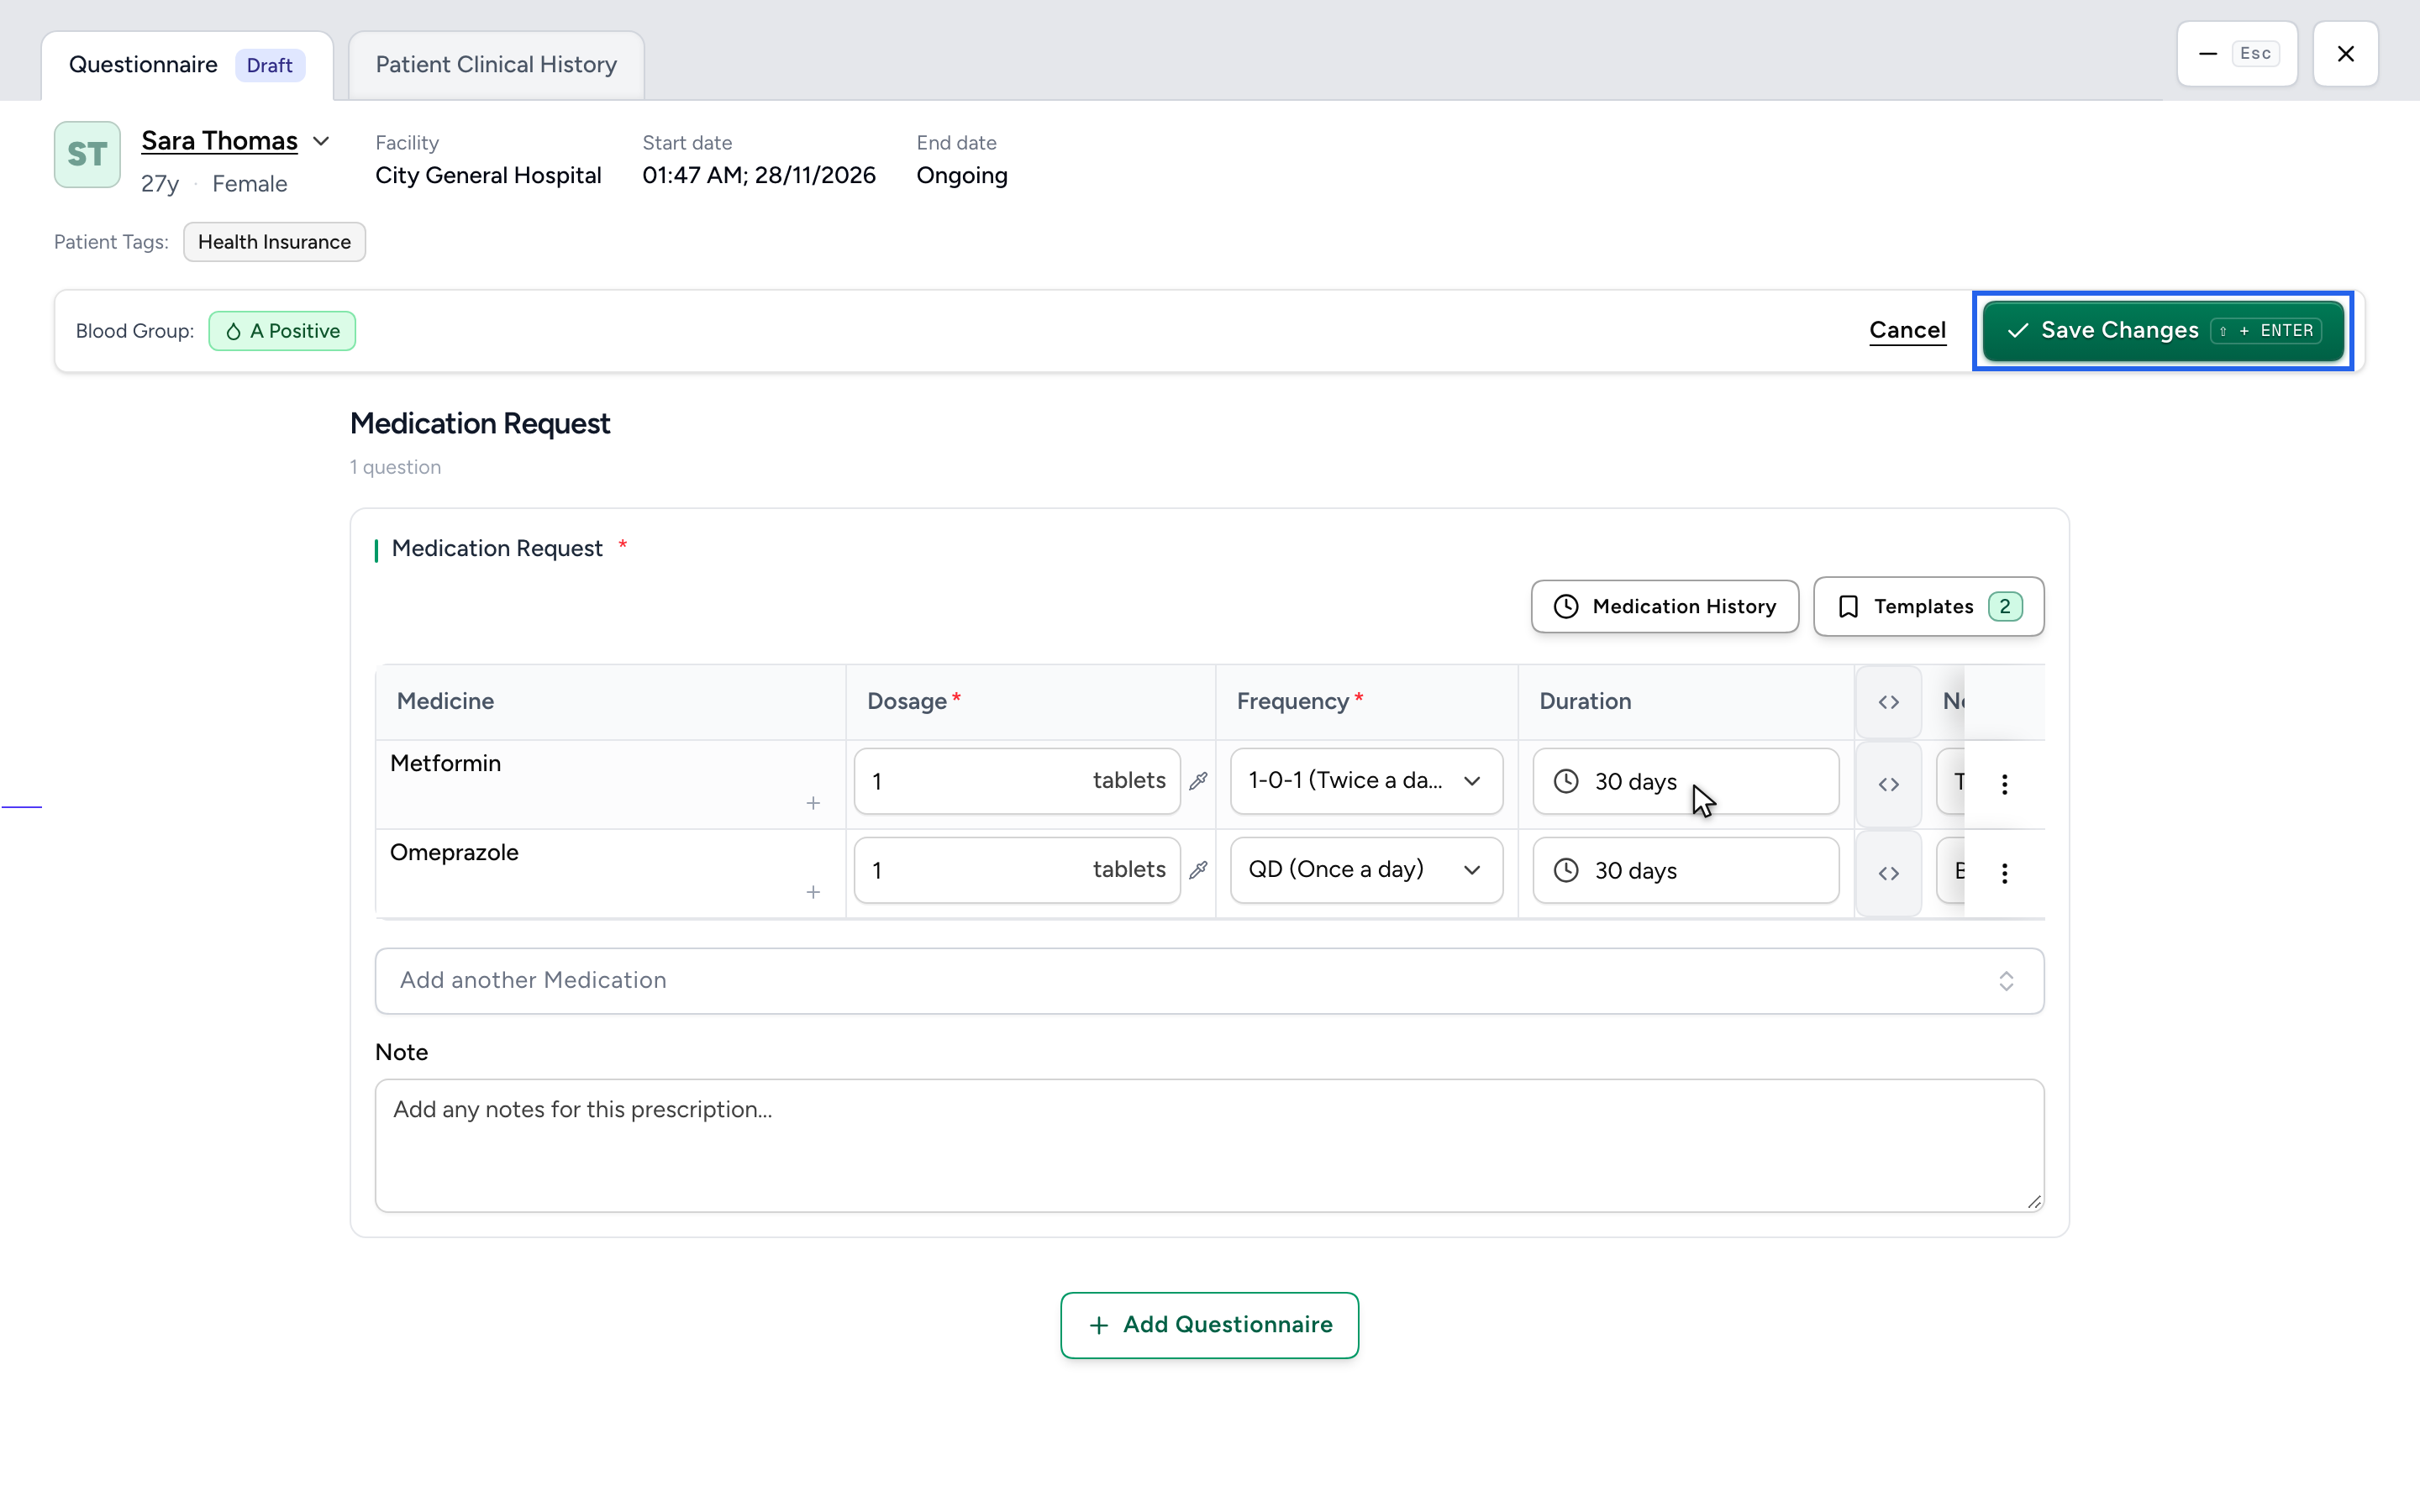 Questionnaire Draft
Patient Clinical History
Esc
ST
Sara Thomas
27y · Female
Facility
City General Hospital
Start date
01:47 AM; 28/11/2026
End date
Ongoing
Patient Tags: Health Insurance
Blood Group: A Positive
Cancel
Save Changes ⇧ + ENTER
Medication Request
1 question
Medication Request *
Medication History
Templates 2
Medicine Dosage * Frequency * Duration
Metformin 1 tablets 1-0-1 (Twice a da... 30 days
Omeprazole 1 tablets QD (Once a day) 30 days
Add another Medication
Note
Add any notes for this prescription...
+ Add Questionnaire